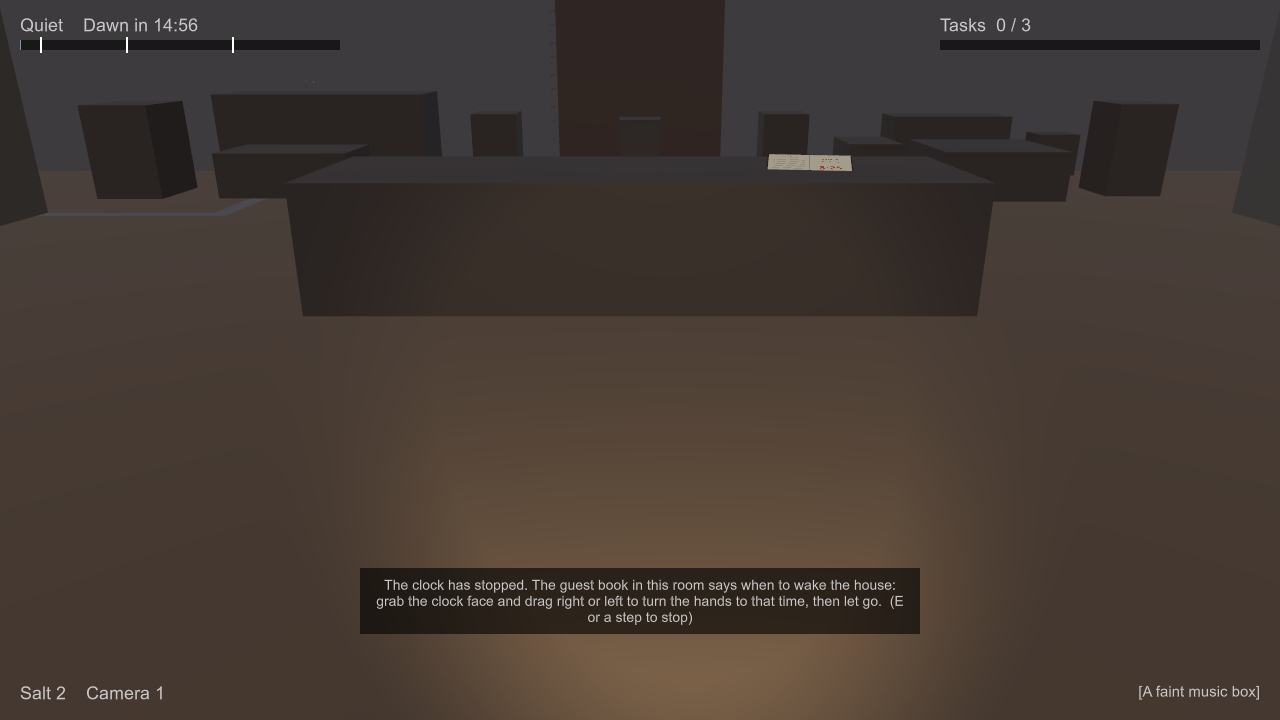 Quiet Dawn in 14:56
Tasks 0 / 3
The clock has stopped. The guest book in this room says when to wake the house:
grab the clock face and drag right or left to turn the hands to that time, then let go. (E
or a step to stop)
Salt 2 Camera 1
[A faint music box]